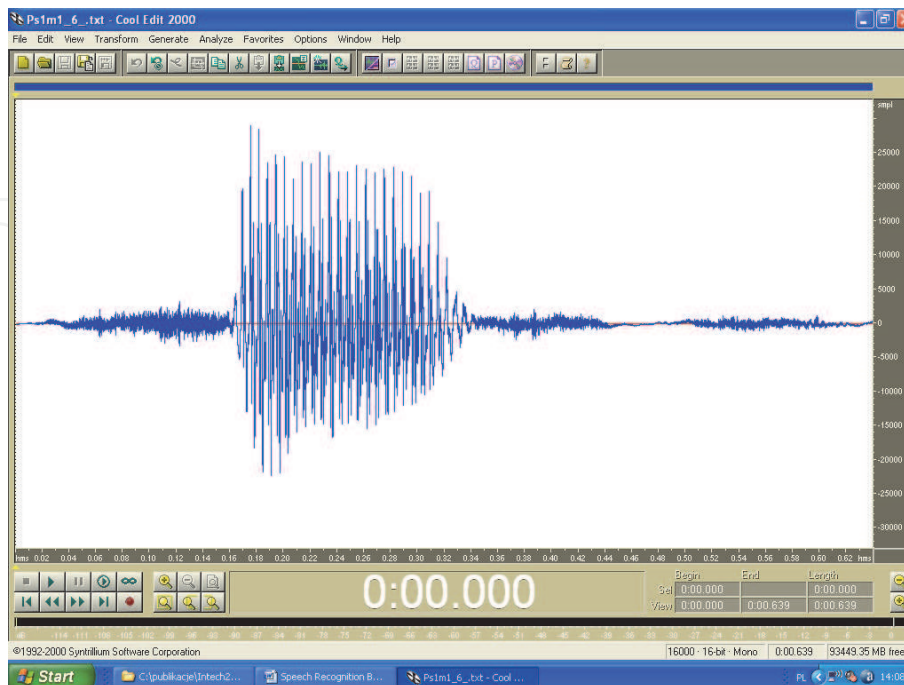 Ps1m1_6_.txt - Cool Edit 2000
File Edit View Transform Generate Analyze Favorites Options Window Help
smpl
25000
20000
15000
10000
5000
0
-5000
-10000
-15000
-20000
-25000
-30000
hms 0.02 0.04 0.06 0.08 0.10 0.12 0.14 0.16 0.18 0.20 0.22 0.24 0.26 0.28 0.30 0.32 0.34 0.36 0.38 0.40 0.42 0.44 0.46 0.48 0.50 0.52 0.54 0.56 0.58 0.60 0.62 hms
0:00.000
Begin End Length
Sel 0:00.000 0:00.000
View 0:00.000 0:00.639 0:00.639
©1992-2000 Syntrillium Software Corporation 16000 · 16-bit · Mono 0:00.639 93449.35 MB free
Start C:\publikacje\Intech2... Speech Recognition B... Ps1m1_6_.txt - Cool ... PL 14:08